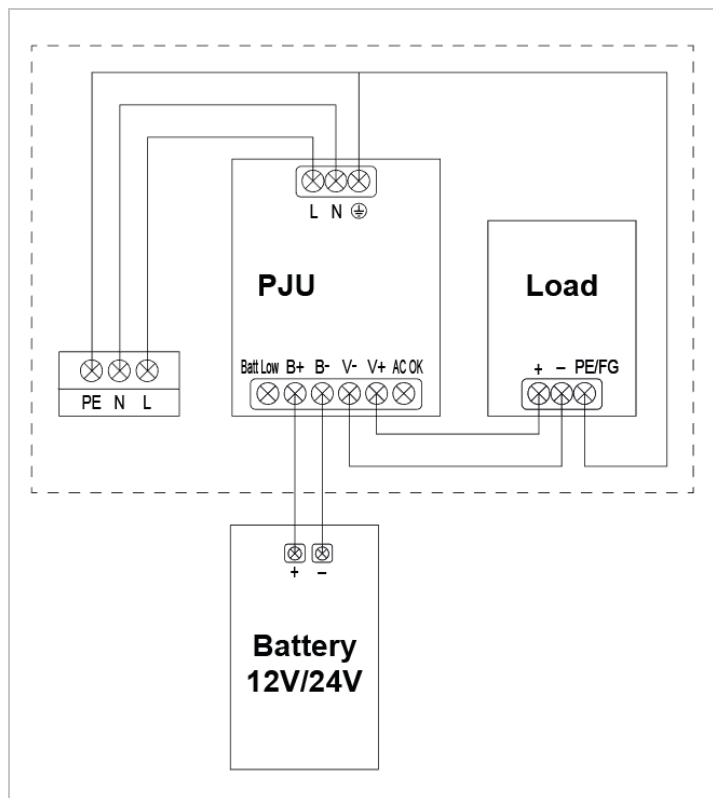 L N
PJU
Load
Batt Low B+ B- V- V+ AC OK
+ – PE/FG
PE N L
+ –
Battery
12V/24V